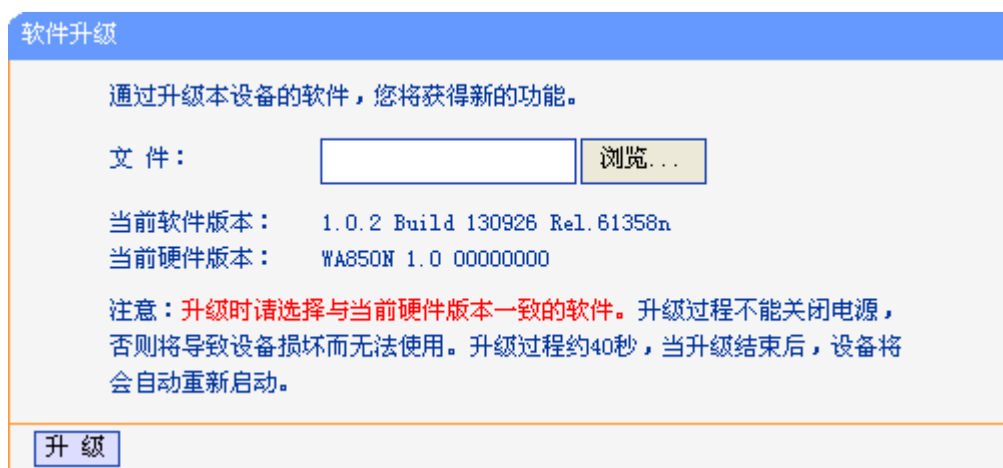 软件升级
通过升级本设备的软件，您将获得新的功能。
文 件：
浏览...
当前软件版本： 1.0.2 Build 130926 Rel.61358n
当前硬件版本： WA850N 1.0 00000000
注意：升级时请选择与当前硬件版本一致的软件。升级过程不能关闭电源，
否则将导致设备损坏而无法使用。升级过程约40秒，当升级结束后，设备将
会自动重新启动。
升 级